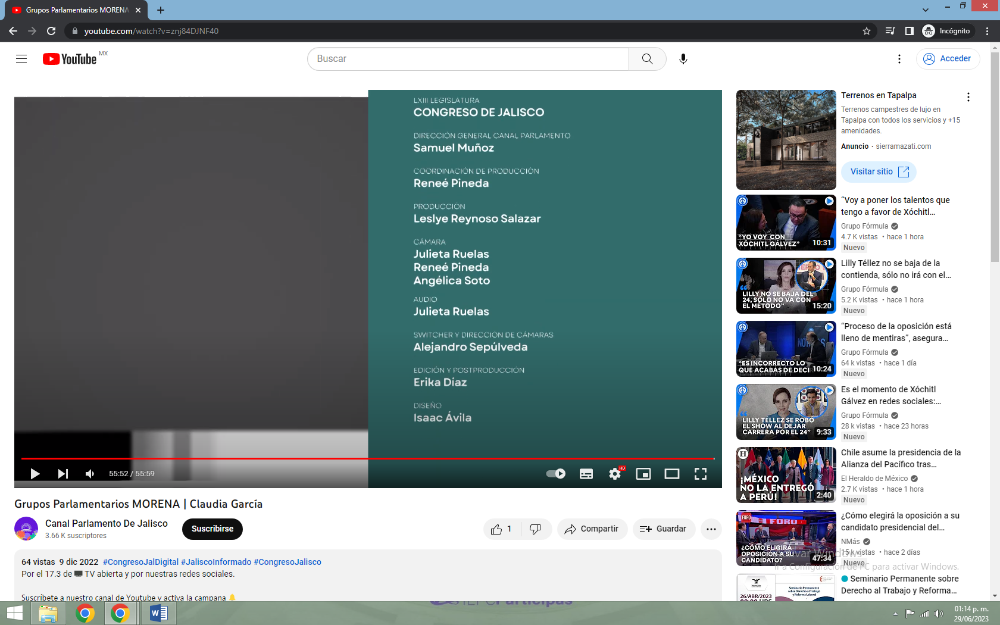 Grupos Parlamentarios MORENA
youtube.com/watch?v=znj84DJNF40
Incógnito
YouTube MX
Buscar
Acceder
LXIII LEGISLATURA
CONGRESO DE JALISCO
DIRECCIÓN GENERAL CANAL PARLAMENTO
Samuel Muñoz
COORDINACIÓN DE PRODUCCIÓN
Reneé Pineda
PRODUCCIÓN
Leslye Reynoso Salazar
CÁMARA
Julieta Ruelas
Reneé Pineda
Angélica Soto
AUDIO
Julieta Ruelas
SWITCHER Y DIRECCIÓN DE CÁMARAS
Alejandro Sepúlveda
EDICIÓN Y POSTPRODUCCIÓN
Erika Díaz
DISEÑO
Isaac Ávila
55:52 / 55:59
HD
Grupos Parlamentarios MORENA | Claudia García
Canal Parlamento De Jalisco
3.66 K suscriptores
Suscribirse
1
Compartir
Guardar
64 vistas 9 dic 2022 #CongresoJalDigital #JaliscoInformado #CongresoJalisco
Por el 17.3 de 🖥️ TV abierta y por nuestras redes sociales.
Suscríbete a nuestro canal de Youtube y activa la campana 🔔
Terrenos en Tapalpa
Terrenos campestres de lujo en
Tapalpa con todos los servicios y +15
amenidades.
Anuncio · sierramazati.com
Visitar sitio
"YO VOY CON
XÓCHITL GÁLVEZ"
10:31
“Voy a poner los talentos que
tengo a favor de Xóchitl...
Grupo Fórmula
4.7 K vistas • hace 1 hora
Nuevo
LILLY NO SE BAJA DEL
24, SÓLO NO VA CON
EL MÉTODO"
15:20
Lilly Téllez no se baja de la
contienda, sólo no irá con el...
Grupo Fórmula
5.2 K vistas • hace 1 hora
Nuevo
"ES INCORRECTO LO
QUE ACABAS DE DECI
10:24
“Proceso de la oposición está
lleno de mentiras”, asegura...
Grupo Fórmula
64 k vistas • hace 1 día
Nuevo
LILLY TÉLLEZ SE ROBÓ
EL SHOW AL DEJAR
CARRERA POR EL 24"
9:33
Es el momento de Xóchitl
Gálvez en redes sociales:...
Grupo Fórmula
28 k vistas • hace 23 horas
Nuevo
H
¡MÉXICO
NO LA ENTREGÓ
A PERÚ!
2:40
Chile asume la presidencia de la
Alianza del Pacífico tras...
El Heraldo de México
2.7 K vistas • hace 1 hora
Nuevo
FORO
FORO
¿CÓMO ELIGIRÁ
OPOSICIÓN A SU
CANDIDATO?
47:34
¿Cómo elegirá la oposición a su
candidato presidencial del...
NMás
15 k vistas • hace 2 días
Nuevo
Ir a Configuración de PC para activar Windows.
26/ABR/2023
Seminario Permanente
sobre Derecho al Trabajo
y Reforma Laboral
Seminario Permanente sobre
Derecho al Trabajo y Reforma...
01:14 p. m.
29/06/2023